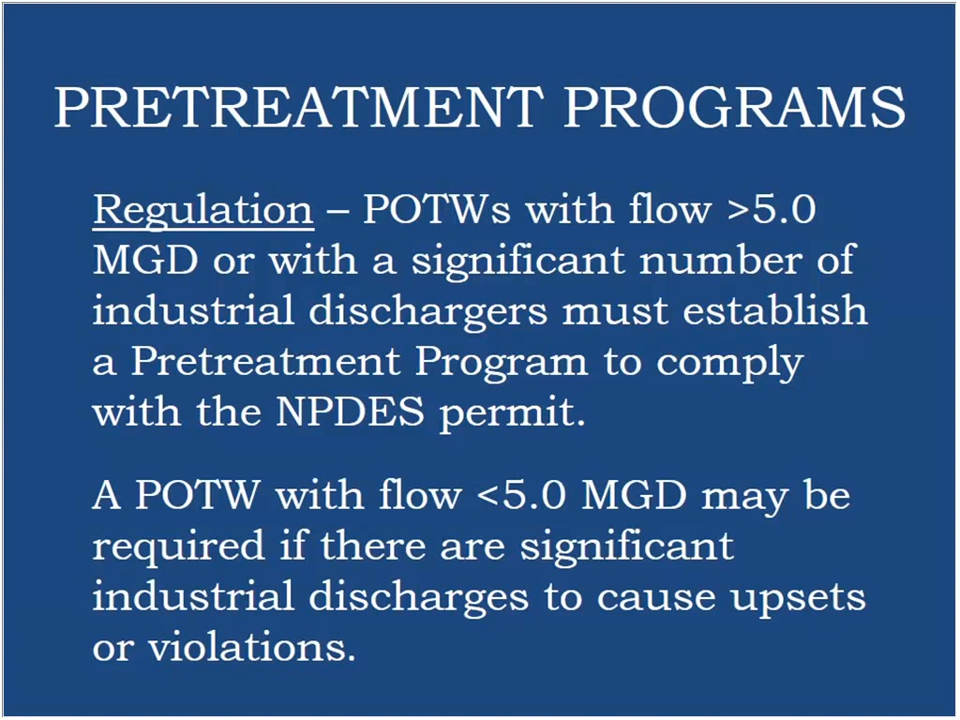 PRETREATMENT PROGRAMS
Regulation – POTWs with flow >5.0
MGD or with a significant number of
industrial dischargers must establish
a Pretreatment Program to comply
with the NPDES permit.
A POTW with flow <5.0 MGD may be
required if there are significant
industrial discharges to cause upsets
or violations.